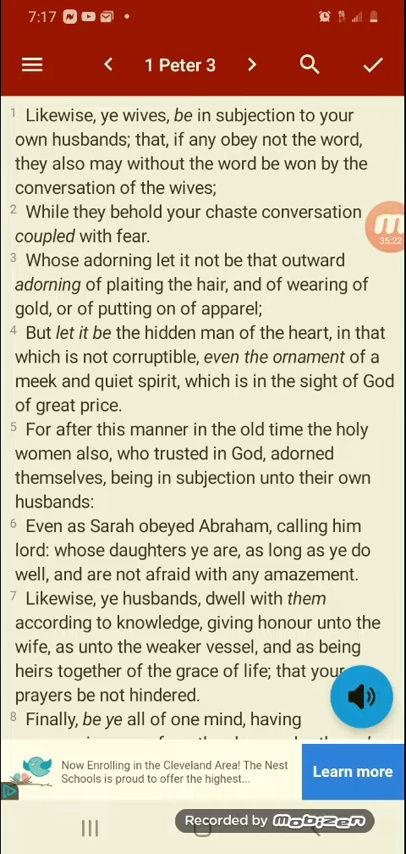 7:17
1 Peter 3
1 Likewise, ye wives, be in subjection to your
own husbands; that, if any obey not the word,
they also may without the word be won by the
conversation of the wives;
2 While they behold your chaste conversation
coupled with fear.
35:22
3 Whose adorning let it not be that outward
adorning of plaiting the hair, and of wearing of
gold, or of putting on of apparel;
4 But let it be the hidden man of the heart, in that
which is not corruptible, even the ornament of a
meek and quiet spirit, which is in the sight of God
of great price.
5 For after this manner in the old time the holy
women also, who trusted in God, adorned
themselves, being in subjection unto their own
husbands:
6 Even as Sarah obeyed Abraham, calling him
lord: whose daughters ye are, as long as ye do
well, and are not afraid with any amazement.
7 Likewise, ye husbands, dwell with them
according to knowledge, giving honour unto the
wife, as unto the weaker vessel, and as being
heirs together of the grace of life; that your
prayers be not hindered.
8 Finally, be ye all of one mind, having
Now Enrolling in the Cleveland Area! The Nest
Schools is proud to offer the highest...
Learn more
Recorded by mobizen